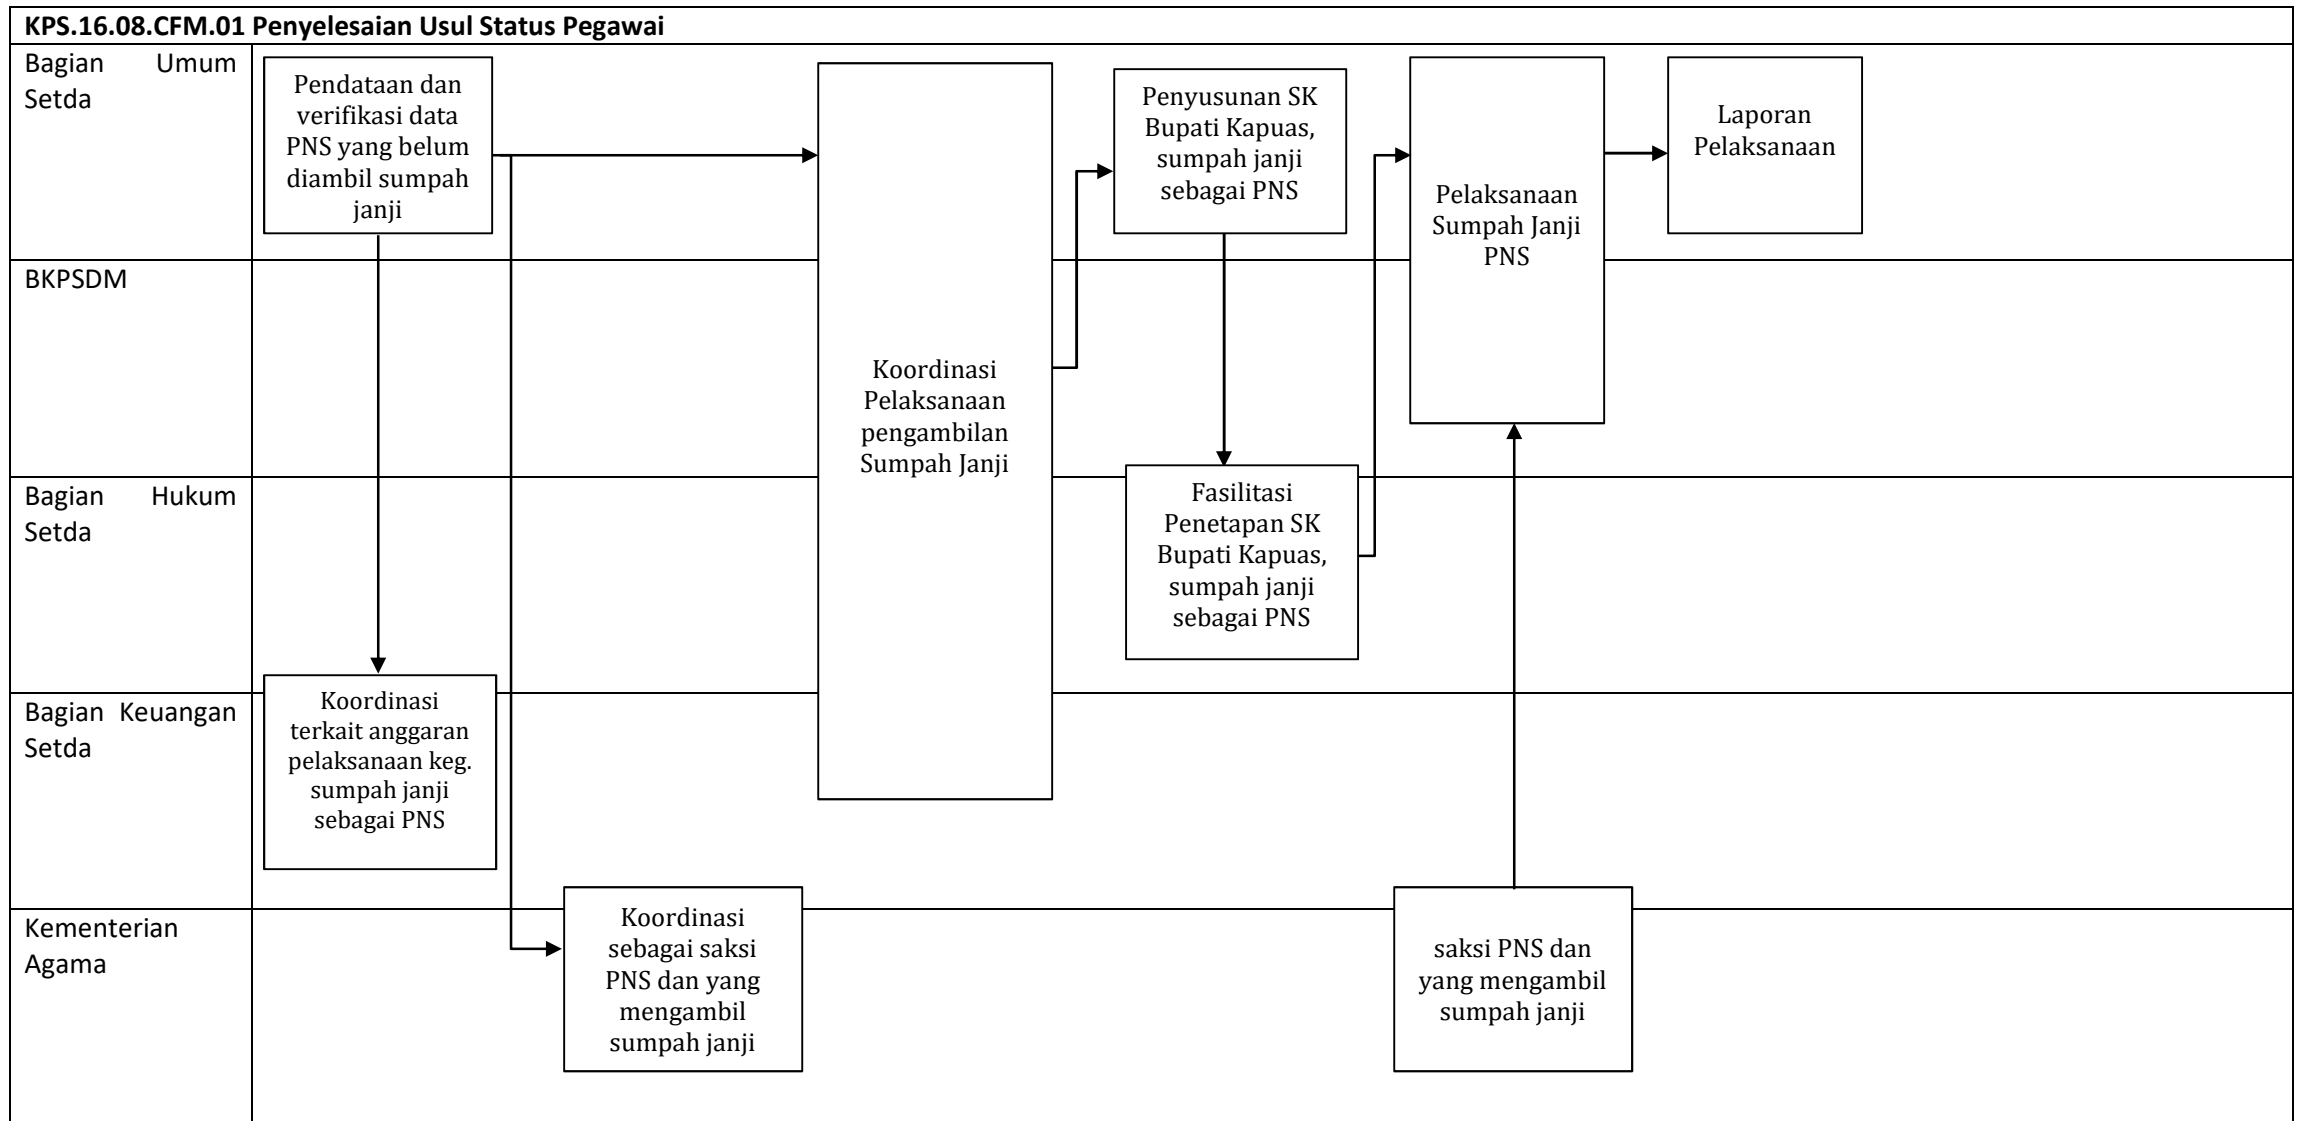 KPS.16.08.CFM.01 Penyelesaian Usul Status Pegawai
Bagian Umum
Setda
Pendataan dan
verifikasi data
PNS yang belum
diambil sumpah
janji
Penyusunan SK
Bupati Kapuas,
sumpah janji
sebagai PNS
Pelaksanaan
Sumpah Janji
PNS
Laporan
Pelaksanaan
BKPSDM
Koordinasi
Pelaksanaan
pengambilan
Sumpah Janji
Bagian Hukum
Setda
Fasilitasi
Penetapan SK
Bupati Kapuas,
sumpah janji
sebagai PNS
Bagian Keuangan
Setda
Koordinasi
terkait anggaran
pelaksanaan keg.
sumpah janji
sebagai PNS
Kementerian
Agama
Koordinasi
sebagai saksi
PNS dan yang
mengambil
sumpah janji
saksi PNS dan
yang mengambil
sumpah janji